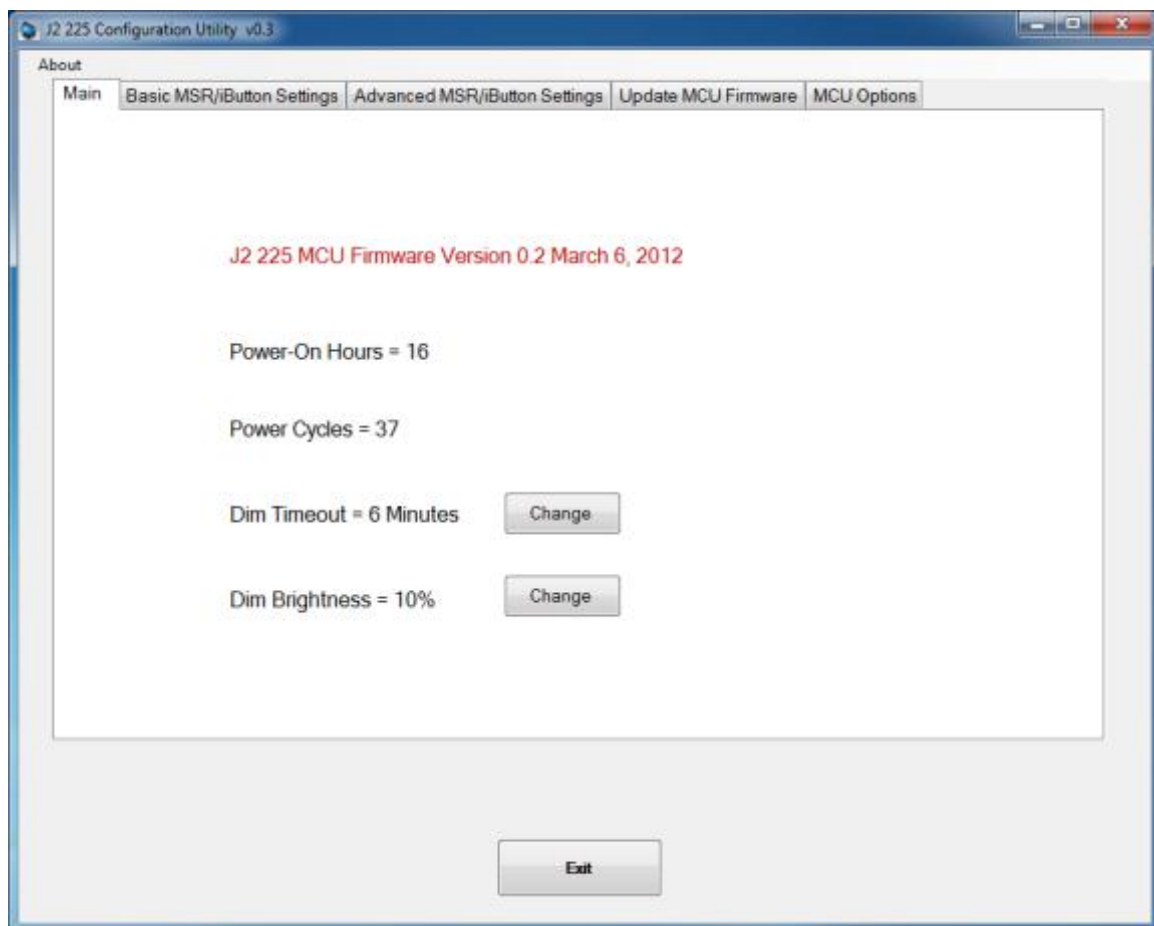 J2 225 Configuration Utility v0.3
About
Main Basic MSR/iButton Settings Advanced MSR/iButton Settings Update MCU Firmware MCU Options
J2 225 MCU Firmware Version 0.2 March 6, 2012
Power-On Hours = 16
Power Cycles = 37
Dim Timeout = 6 Minutes Change
Dim Brightness = 10% Change
Exit